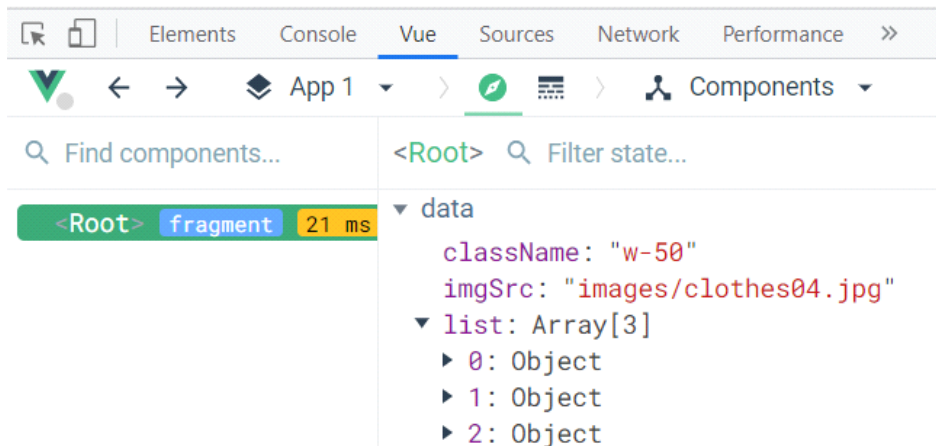 Elements Console Vue Sources Network Performance »
App 1 Components
Find components...
<Root> Filter state...
<Root> fragment 21 ms
data
className: "w-50"
imgSrc: "images/clothes04.jpg"
list: Array[3]
0: Object
1: Object
2: Object